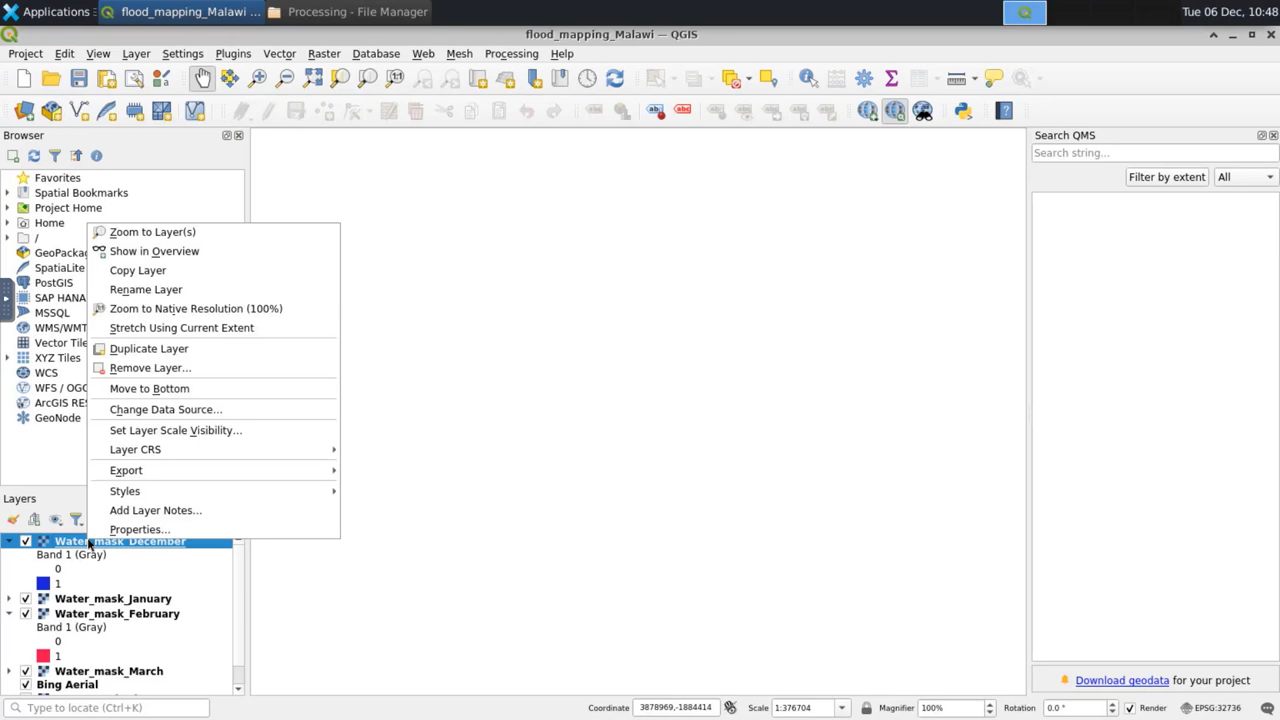 Applications
flood_mapping_Malawi ...
Processing - File Manager
Tue 06 Dec, 10:48
flood_mapping_Malawi — QGIS
Project Edit View Layer Settings Plugins Vector Raster Database Web Mesh Processing Help
Browser
Favorites
Spatial Bookmarks
Project Home
Home
/
GeoPackag
SpatiaLite
PostGIS
SAP HANA
MSSQL
WMS/WMT
Vector Tile
XYZ Tiles
WCS
WFS / OGC
ArcGIS RES
GeoNode
Zoom to Layer(s)
Show in Overview
Copy Layer
Rename Layer
Zoom to Native Resolution (100%)
Stretch Using Current Extent
Duplicate Layer
Remove Layer...
Move to Bottom
Change Data Source...
Set Layer Scale Visibility...
Layer CRS
Export
Styles
Add Layer Notes...
Properties...
Layers
Water_mask_December
Band 1 (Gray)
0
1
Water_mask_January
Water_mask_February
Band 1 (Gray)
0
1
Water_mask_March
Bing Aerial
Search QMS
Search string...
Filter by extent
All
Download geodata for your project
Type to locate (Ctrl+K)
Coordinate 3878969,-1884414 Scale 1:376704 Magnifier 100% Rotation 0.0 ° Render EPSG:32736